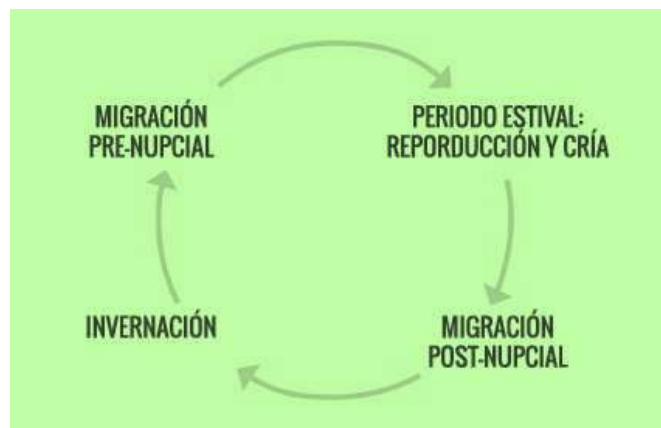 MIGRACIÓN
PRE-NUPCIAL
PERIODO ESTIVAL:
REPORDUCCIÓN Y CRÍA
INVERNACIÓN
MIGRACIÓN
POST-NUPCIAL